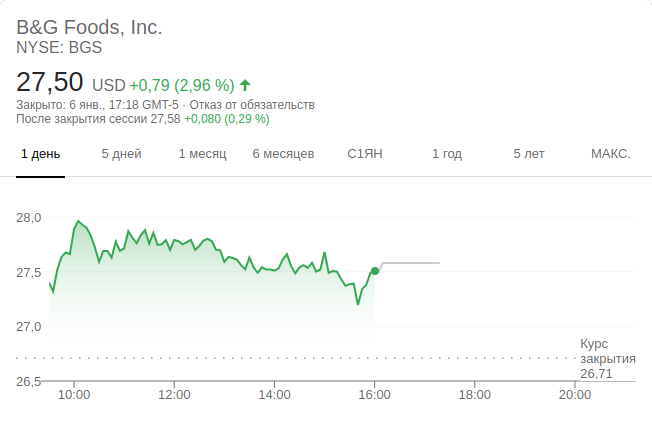 B&G Foods, Inc.
NYSE: BGS
27,50 USD +0,79 (2,96 %)
Закрыто: 6 янв., 17:18 GMT-5 · Отказ от обязательств
После закрытия сессии 27,58 +0,080 (0,29 %)
1 день 5 дней 1 месяц 6 месяцев С1ЯН 1 год 5 лет МАКС.
28,0
27,5
27,0
Курс
закрытия
26,71
26,5
10:00 12:00 14:00 16:00 18:00 20:00